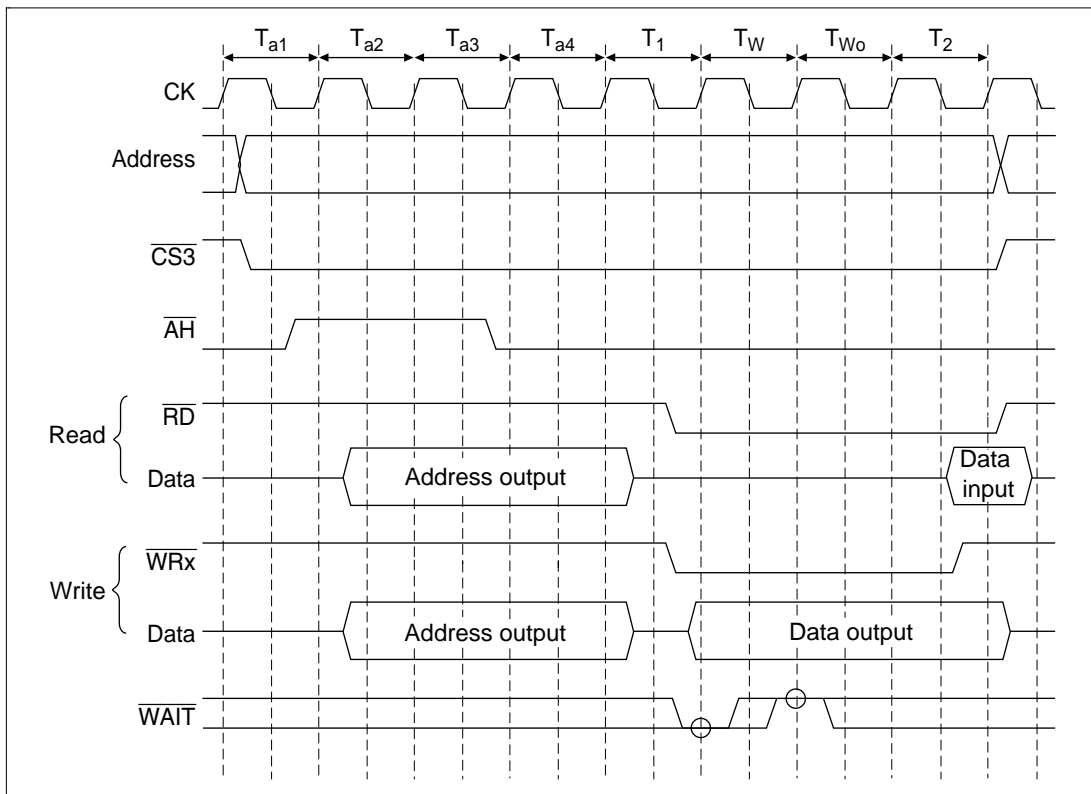 Ta1 Ta2 Ta3 Ta4 T1 TW TWo T2
CK
Address
CS3
AH
RD
Read
Data Address output Data input
WRx
Write
Data Address output Data output
WAIT